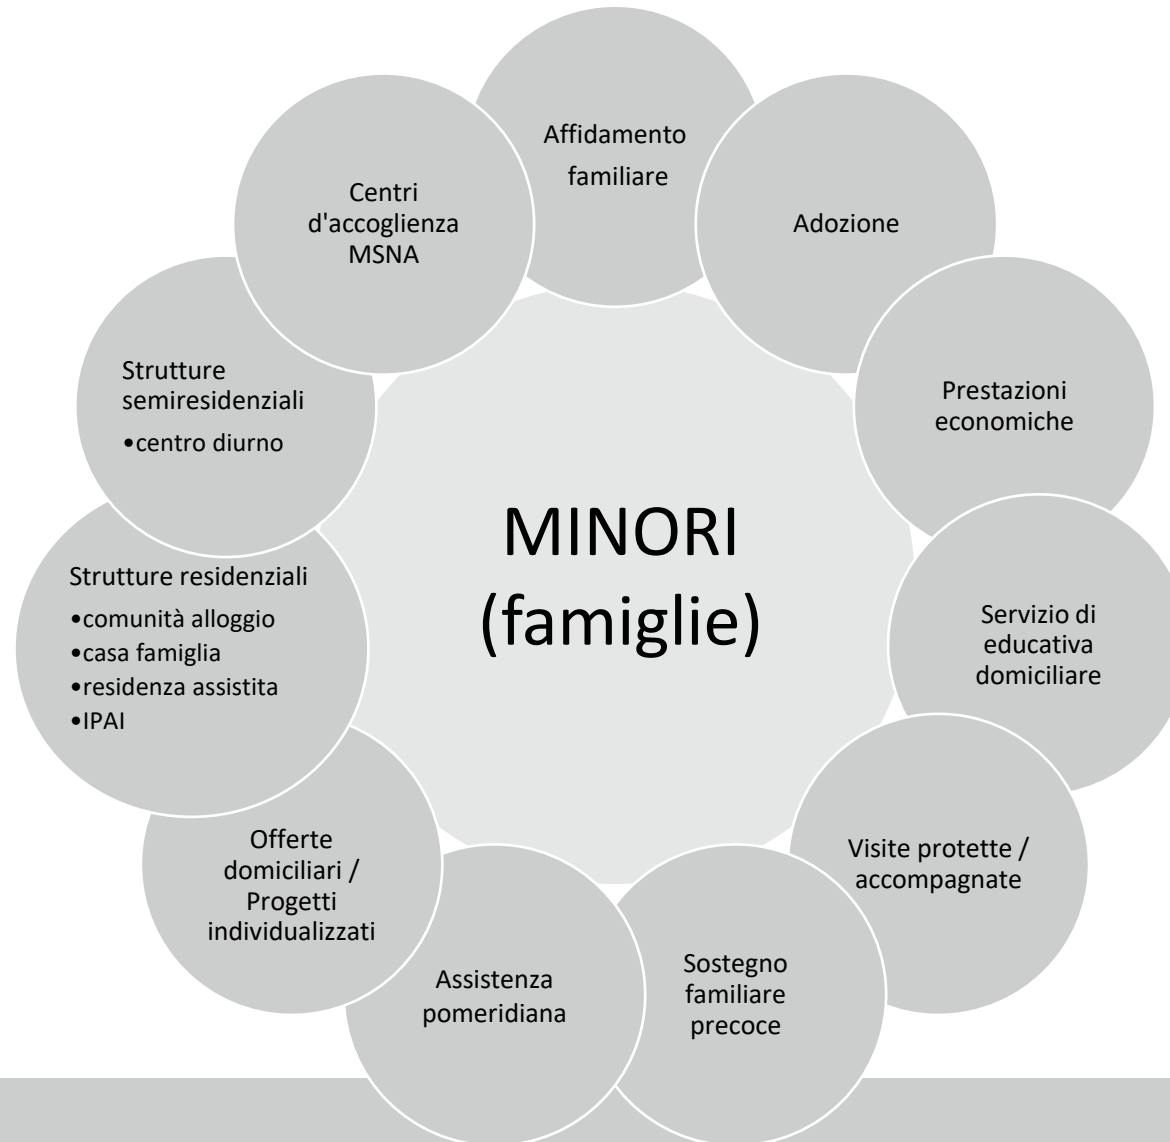 Affidamento
familiare
Adozione
Prestazioni
economiche
Servizio di
educativa
domiciliare
Visite protette /
accompagnate
Sostegno
familiare
precoce
Assistenza
pomeridiana
Offerte
domiciliari /
Progetti
individualizzati
Strutture residenziali
•comunità alloggio
•casa famiglia
•residenza assistita
•IPAI
Strutture
semiresidenziali
•centro diurno
Centri
d'accoglienza
MSNA
MINORI
(famiglie)